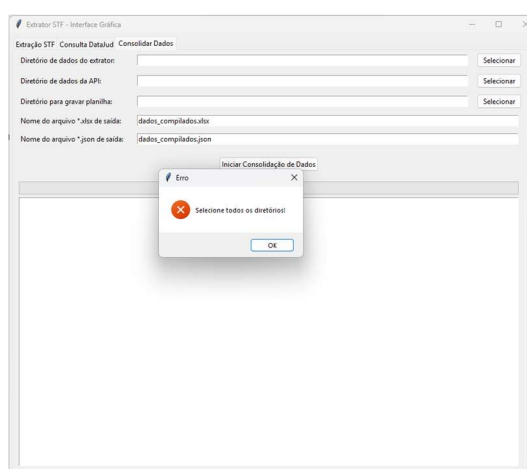 Extrator STF - Interface Gráfica
Extração STF Consulta DataJud Consolidar Dados
Diretório de dados do extrator: Selecionar
Diretório de dados da API: Selecionar
Diretório para gravar planilha: Selecionar
Nome do arquivo *.xlsx de saída: dados_compilados.xlsx
Nome do arquivo *.json de saída: dados_compilados.json
Iniciar Consolidação de Dados
Erro
Selecione todos os diretórios!
OK